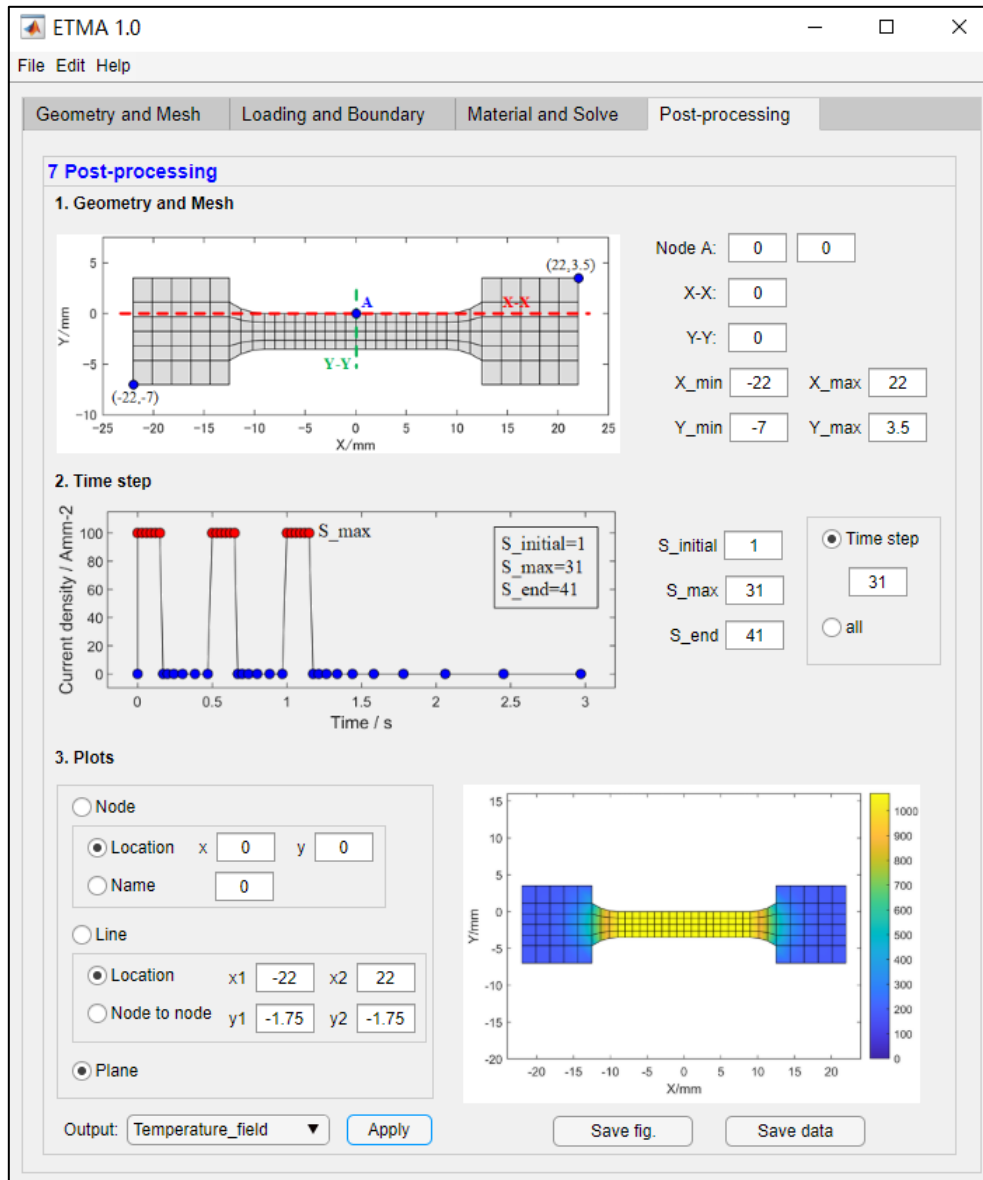 ETMA 1.0
File Edit Help
Geometry and Mesh Loading and Boundary Material and Solve Post-processing
7 Post-processing
1. Geometry and Mesh
5
0
−5
−10
Y/mm
−25 −20 −15 −10 −5 0 5 10 15 20 25
X/mm
(22,3.5)
A
X-X
Y-Y
(-22,-7)
Node A: 0 0
X-X: 0
Y-Y: 0
X_min -22 X_max 22
Y_min -7 Y_max 3.5
2. Time step
100
80
60
40
20
0
Current density / Amm-2
0 0.5 1 1.5 2 2.5 3
Time / s
S_max
S_initial=1
S_max=31
S_end=41
S_initial 1
S_max 31
S_end 41
Time step
31
all
3. Plots
Node
Location x 0 y 0
Name 0
Line
Location x1 -22 x2 22
Node to node y1 -1.75 y2 -1.75
Plane
15
10
5
0
-5
-10
-15
-20
Y/mm
-20 -15 -10 -5 0 5 10 15 20
X/mm
1000
900
800
700
600
500
400
300
200
100
0
Output: Temperature_field Apply Save fig. Save data